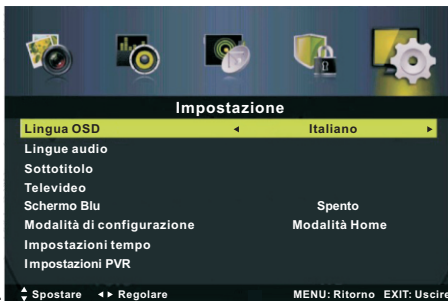 Impostazione
Lingua OSD Italiano
Lingue audio
Sottotitolo
Televideo
Schermo Blu Spento
Modalità di configurazione Modalità Home
Impostazioni tempo
Impostazioni PVR
Spostare Regolare MENU: Ritorno EXIT: Uscire